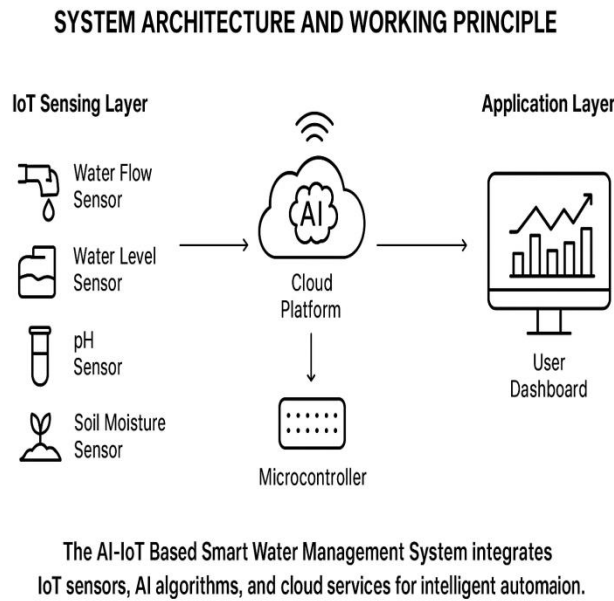 SYSTEM ARCHITECTURE AND WORKING PRINCIPLE
IoT Sensing Layer
Water Flow
Sensor
Water Level
Sensor
pH
Sensor
Soil Moisture
Sensor
AI
Cloud
Platform
Microcontroller
Application Layer
User
Dashboard
The AI-IoT Based Smart Water Management System integrates
IoT sensors, AI algorithms, and cloud services for intelligent automaion.